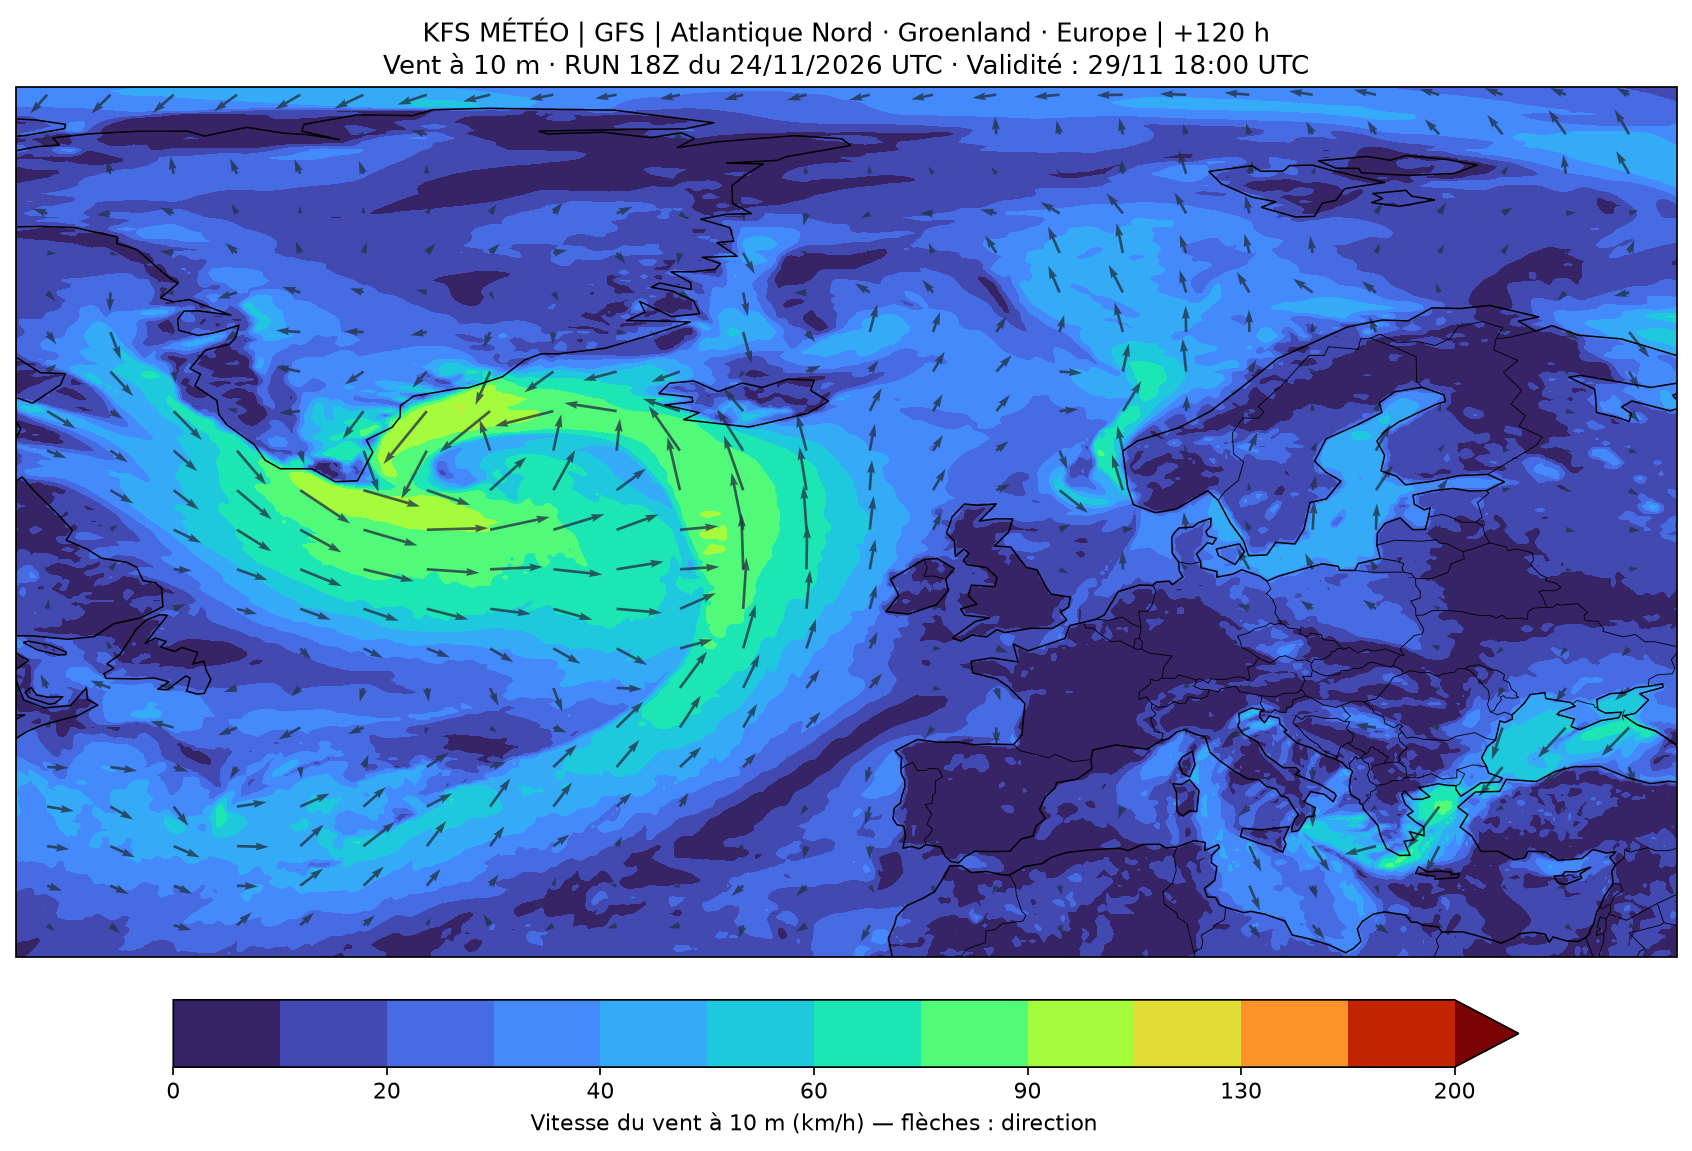 KFS MÉTÉO | GFS | Atlantique Nord · Groenland · Europe | +120 h
Vent à 10 m · RUN 18Z du 24/11/2026 UTC · Validité : 29/11 18:00 UTC
0 20 40 60 90 130 200
Vitesse du vent à 10 m (km/h) — flèches : direction